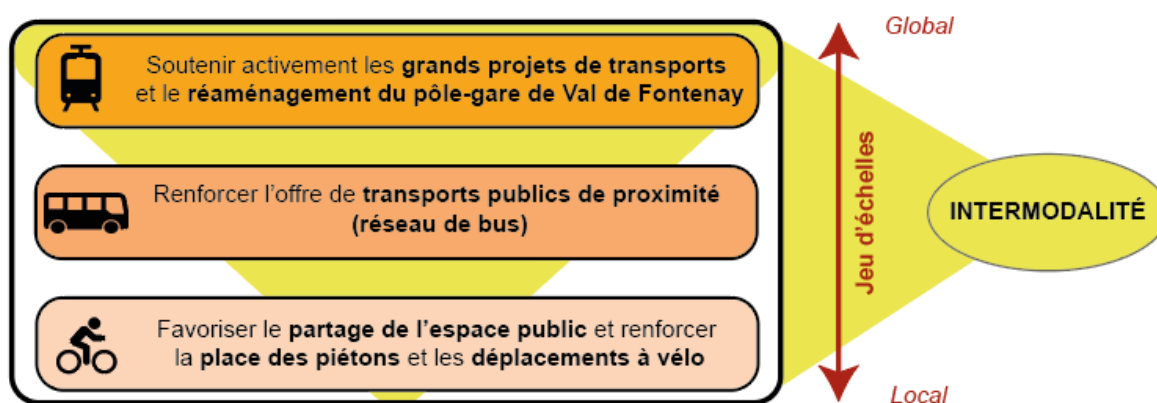 Global
Soutenir activement les grands projets de transports
et le réaménagement du pôle-gare de Val de Fontenay
Renforcer l'offre de transports publics de proximité
(réseau de bus)
Jeu d'échelles
INTERMODALITÉ
Favoriser le partage de l'espace public et renforcer
la place des piétons et les déplacements à vélo
Local